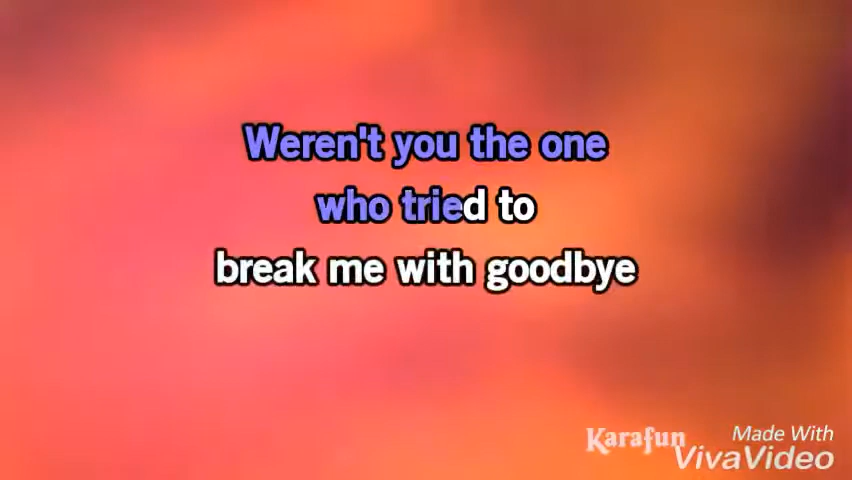 Weren't you the one
who tried to
break me with goodbye
Karafun
Made With
VivaVideo